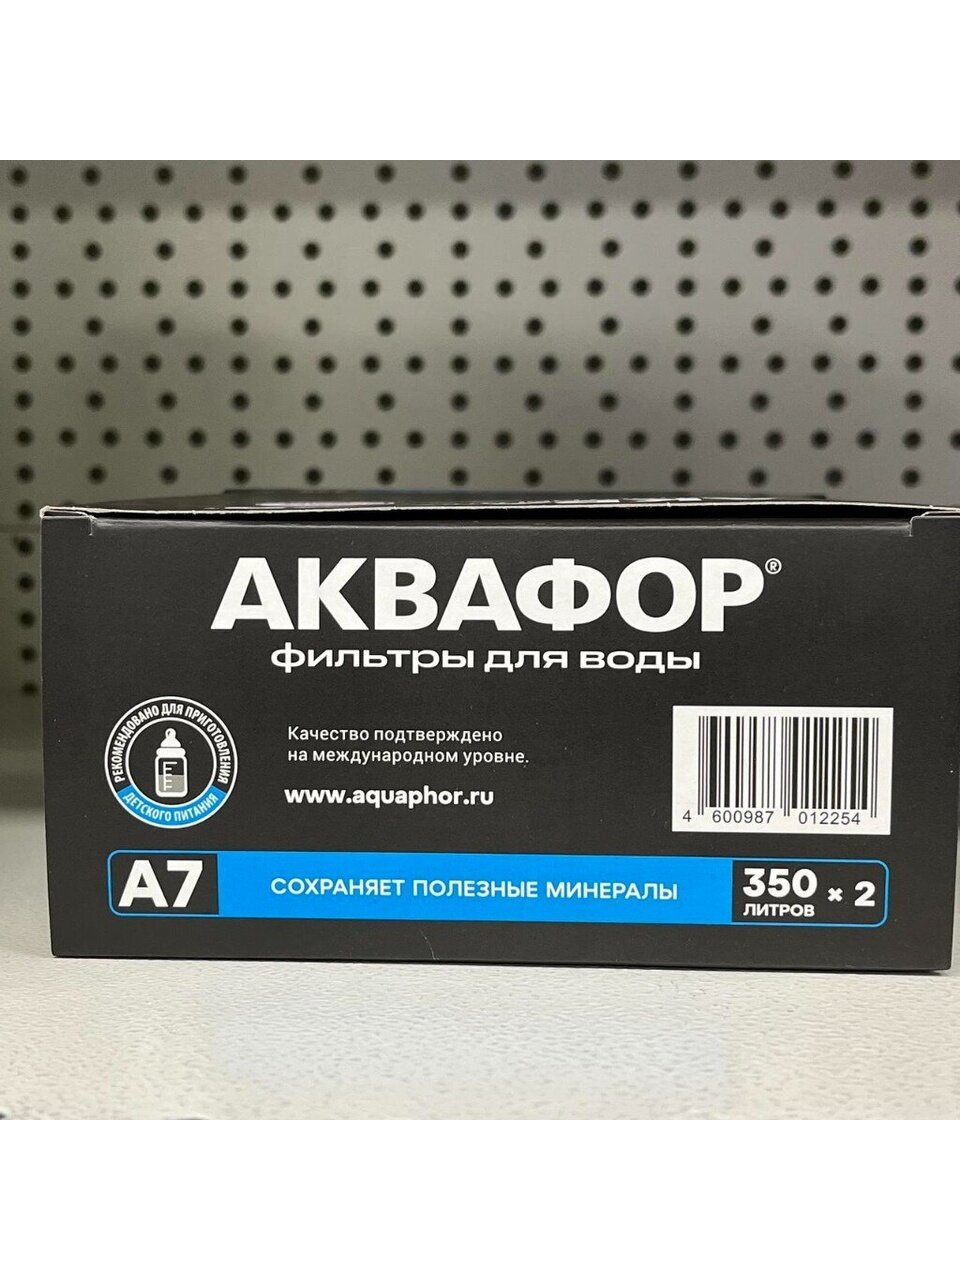 АКВАФОР®
фильтры для воды
РЕКОМЕНДОВАНО ДЛЯ ПРИГОТОВЛЕНИЯ
ДЕТСКОГО ПИТАНИЯ
Качество подтверждено
на международном уровне.
www.aquaphor.ru
4 600987 012254
А7
СОХРАНЯЕТ ПОЛЕЗНЫЕ МИНЕРАЛЫ
350 × 2
ЛИТРОВ